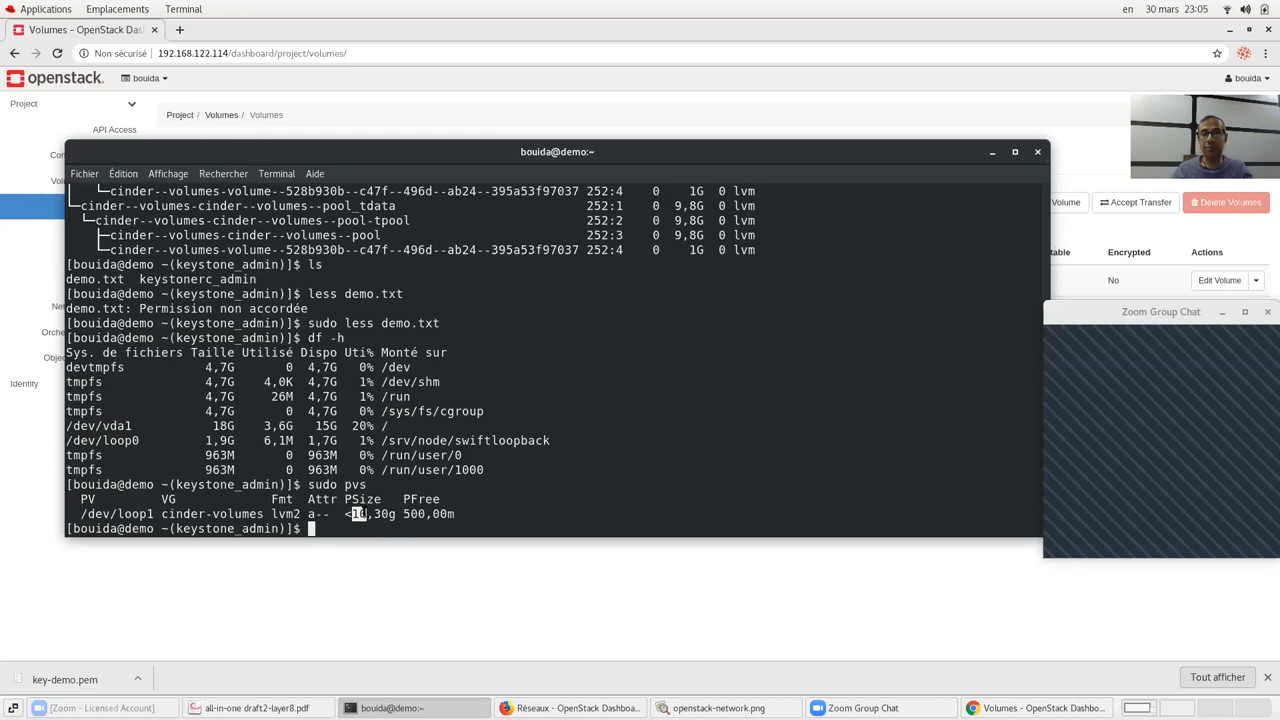 Applications Emplacements Terminal en 30 mars 23:05
Volumes - OpenStack Dash
Non sécurisé 192.168.122.114/dashboard/project/volumes/
openstack. bouida bouida
Project
Project / Volumes / Volumes
API Access
bouida@demo:~
Fichier Édition Affichage Rechercher Terminal Aide
└─cinder--volumes-volume--528b930b--c47f--496d--ab24--395a53f97037 252:4 0 1G 0 lvm
└─cinder--volumes-cinder--volumes--pool_tdata 252:1 0 9,8G 0 lvm
└─cinder--volumes-cinder--volumes--pool-tpool 252:2 0 9,8G 0 lvm
├─cinder--volumes-cinder--volumes--pool 252:3 0 9,8G 0 lvm
└─cinder--volumes-volume--528b930b--c47f--496d--ab24--395a53f97037 252:4 0 1G 0 lvm
[bouida@demo ~(keystone_admin)]$ ls
demo.txt keystonerc_admin
[bouida@demo ~(keystone_admin)]$ less demo.txt
demo.txt: Permission non accordée
[bouida@demo ~(keystone_admin)]$ sudo less demo.txt
[bouida@demo ~(keystone_admin)]$ df -h
Sys. de fichiers Taille Utilisé Dispo Uti% Monté sur
devtmpfs 4,7G 0 4,7G 0% /dev
tmpfs 4,7G 4,0K 4,7G 1% /dev/shm
tmpfs 4,7G 26M 4,7G 1% /run
tmpfs 4,7G 0 4,7G 0% /sys/fs/cgroup
/dev/vda1 18G 3,6G 15G 20% /
/dev/loop0 1,9G 6,1M 1,7G 1% /srv/node/swiftloopback
tmpfs 963M 0 963M 0% /run/user/0
tmpfs 963M 0 963M 0% /run/user/1000
[bouida@demo ~(keystone_admin)]$ sudo pvs
PV VG Fmt Attr PSize PFree
/dev/loop1 cinder-volumes lvm2 a-- <10,30g 500,00m
[bouida@demo ~(keystone_admin)]$
Volume Accept Transfer Delete Volumes
table Encrypted Actions
No Edit Volume
Zoom Group Chat
Com
Volu
Net
Orche
Obje
Identity
key-demo.pem Tout afficher
[Zoom - Licensed Account] all-in-one draft2-layer8.pdf bouida@demo:~ Réseaux - OpenStack Dashboa... openstack-network.png Zoom Group Chat Volumes - OpenStack Dashbo...